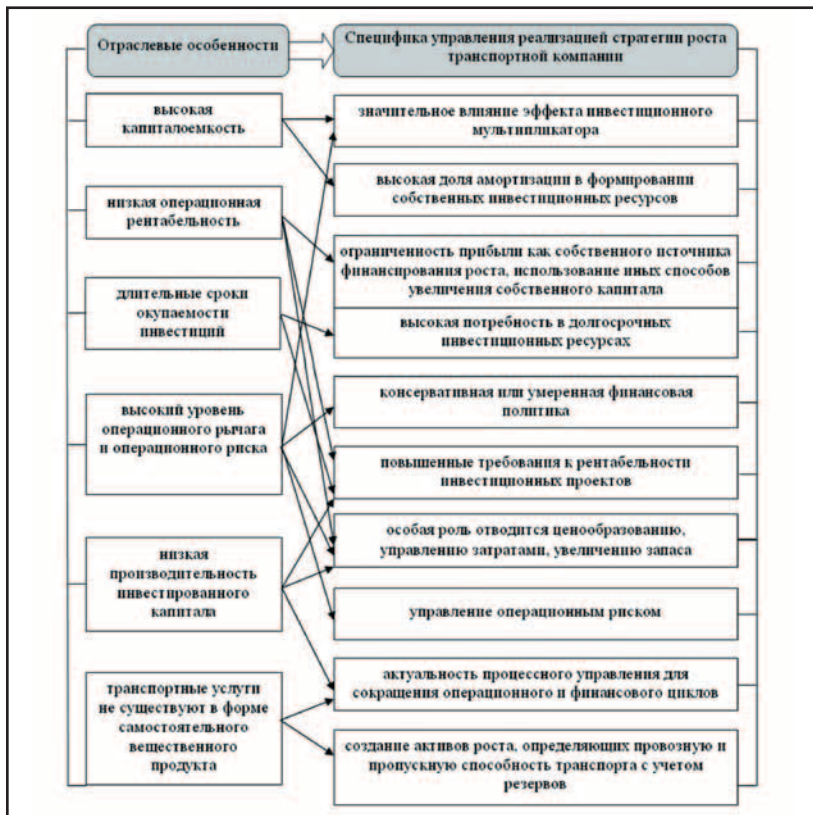 Отраслевые особенности
Специфика управления реализацией стратегии роста
транспортной компании
высокая
капиталоемкость
низкая операционная
рентабельность
длительные сроки
окупаемости
инвестиций
высокий уровень
операционного рычага
и операционного риска
низкая
производительность
инвестированного
капитала
транспортные услуги
не существуют в форме
самостоятельного
вещественного
продукта
значительное влияние эффекта инвестиционного
мультипликатора
высокая доля амортизации в формировании
собственных инвестиционных ресурсов
ограниченность прибыли как собственного источника
финансирования роста, использование иных способов
увеличения собственного капитала
высокая потребность в долгосрочных
инвестиционных ресурсах
консервативная или умеренная финансовая
политика
повышенные требования к рентабельности
инвестиционных проектов
особая роль отводится ценообразованию,
управлению затратами, увеличению запаса
управление операционным риском
актуальность процессного управления для
сокращения операционного и финансового циклов
создание активов роста, определяющих провозную и
пропускную способность транспорта с учетом
резервов